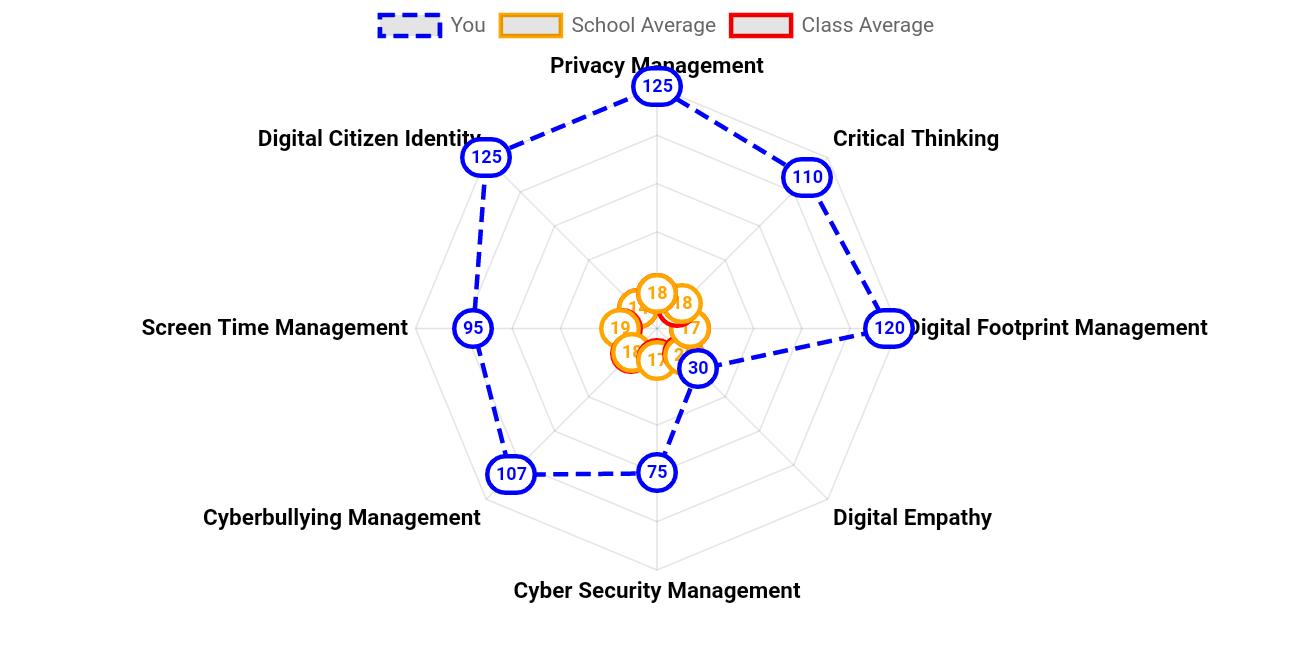 You School Average Class Average
Privacy Management
125
Digital Citizen Identity
Critical Thinking
125
110
18
18
Screen Time Management
95
19
17
120
Digital Footprint Management
18
17
30
75
107
Cyberbullying Management
Digital Empathy
Cyber Security Management